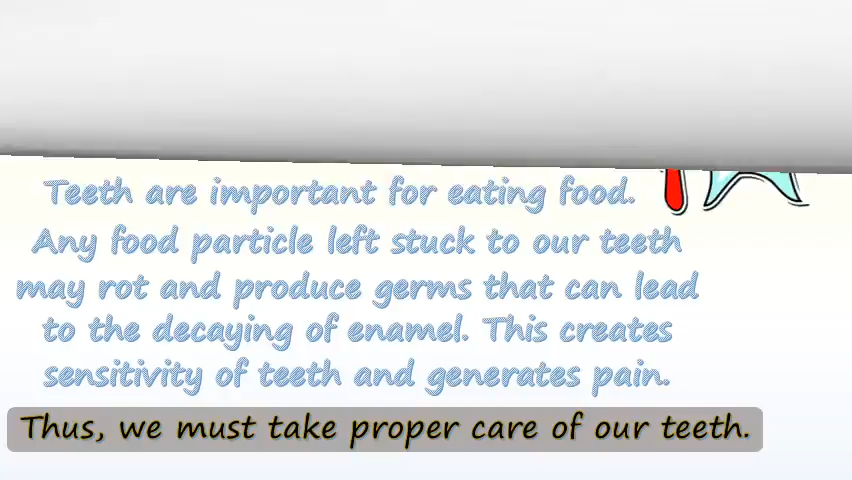 Teeth are important for eating food.
Any food particle left stuck to our teeth
may rot and produce germs that can lead
to the decaying of enamel. This creates
sensitivity of teeth and generates pain.
Thus, we must take proper care of our teeth.